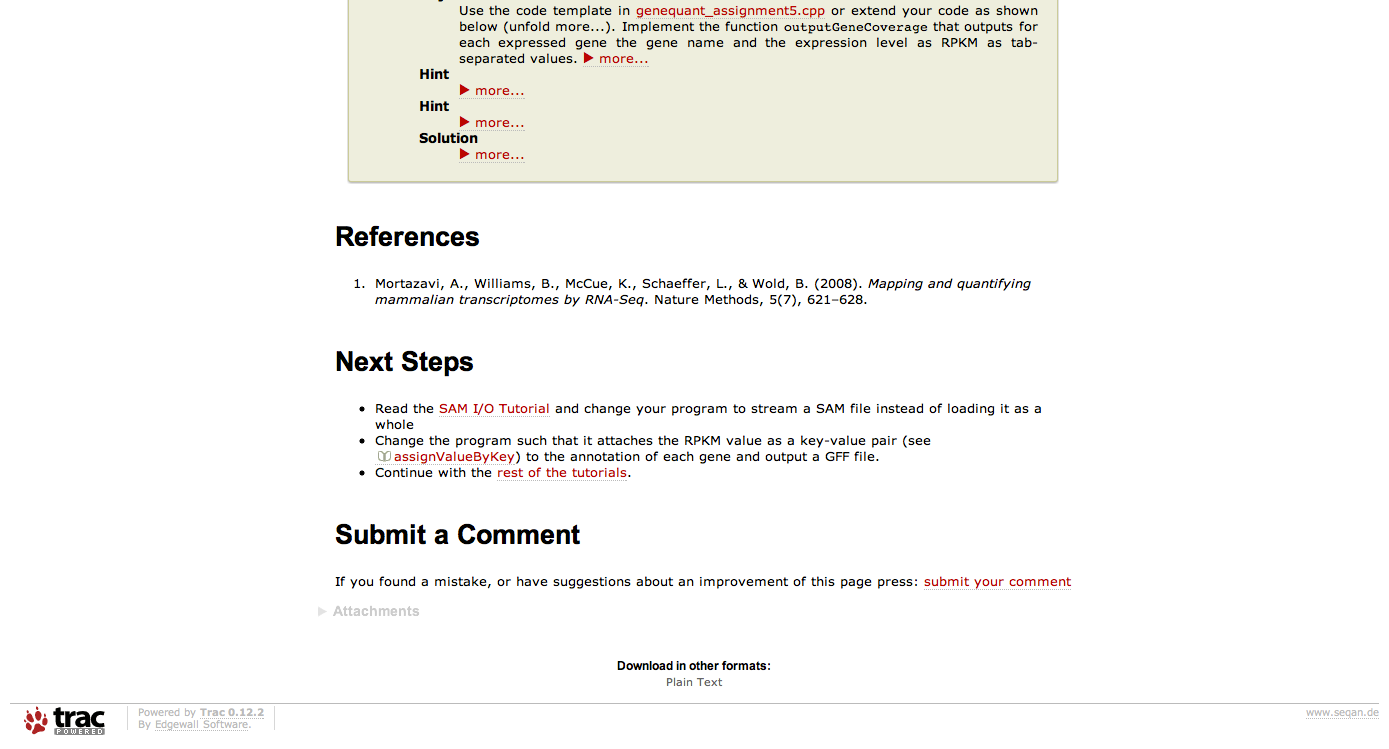 Use the code template in genequant_assignment5.cpp or extend your code as shown
below (unfold more...). Implement the function outputGeneCoverage that outputs for
each expressed gene the gene name and the expression level as RPKM as tab-
separated values. ▶ more...
Hint
▶ more...
Hint
▶ more...
Solution
▶ more...
References
1. Mortazavi, A., Williams, B., McCue, K., Schaeffer, L., & Wold, B. (2008). Mapping and quantifying
mammalian transcriptomes by RNA-Seq. Nature Methods, 5(7), 621–628.
Next Steps
• Read the SAM I/O Tutorial and change your program to stream a SAM file instead of loading it as a
whole
• Change the program such that it attaches the RPKM value as a key-value pair (see
assignValueByKey) to the annotation of each gene and output a GFF file.
• Continue with the rest of the tutorials.
Submit a Comment
If you found a mistake, or have suggestions about an improvement of this page press: submit your comment
▶ Attachments
Download in other formats:
Plain Text
trac
POWERED
Powered by Trac 0.12.2
By Edgewall Software.
www.seqan.de